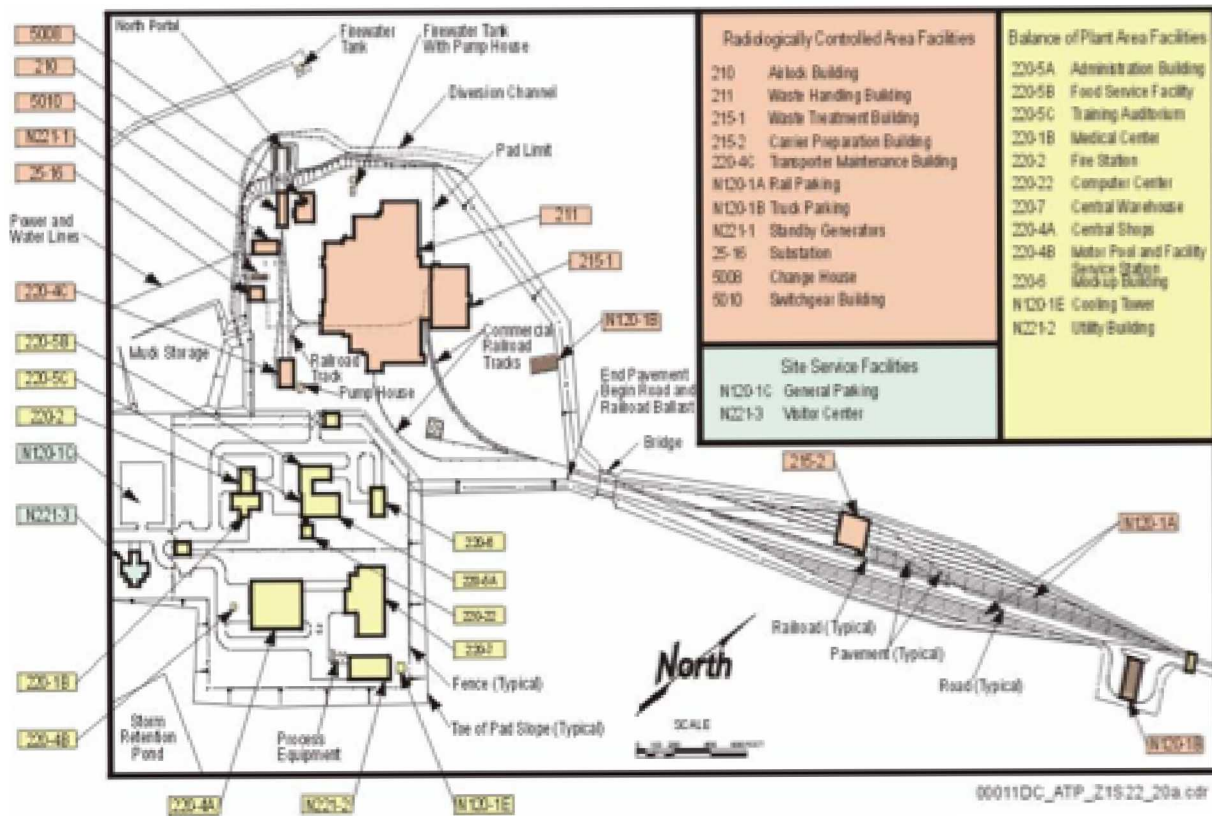 5008
210
5010
N221-1
25-16
North Portal
Firewater
Tank
Firewater Tank
With Pump House
Diversion Channel
Pad Limit
211
215-1
N120-1B
Power and
Water Lines
220-4C
220-5B
220-5C
220-2
N120-1C
N221-3
220-1B
220-4B
Muck Storage
Railroad
Track
Pump House
Commercial
Railroad
Tracks
End Pavement
Begin Road and
Railroad Ballast
Bridge
215-2
N120-1A
220-6
220-5A
220-22
220-7
Fence (Typical)
Toe of Pad Slope (Typical)
Storm
Retention
Pond
Process
Equipment
220-4A
N221-2
N120-1E
North
SCALE
Railroad (Typical)
Pavement (Typical)
Road (Typical)
N120-1B
Radiologically Controlled Area Facilities
210 Airlock Building
211 Waste Handling Building
215-1 Waste Treatment Building
215-2 Carrier Preparation Building
220-4C Transporter Maintenance Building
N120-1A Rail Parking
N120-1B Truck Parking
N221-1 Standby Generators
25-16 Substation
5008 Change House
5010 Switchgear Building
Site Service Facilities
N120-1C General Parking
N221-3 Visitor Center
Balance of Plant Area Facilities
220-5A Administration Building
220-5B Food Service Facility
220-5C Training Auditorium
220-1B Medical Center
220-2 Fire Station
220-22 Computer Center
220-7 Central Warehouse
220-4A Central Shops
220-4B Motor Pool and Facility
Service Station
220-6 Mockup Building
N120-1E Cooling Tower
N221-2 Utility Building
00011DC_ATP_Z1S22_20a.cdr